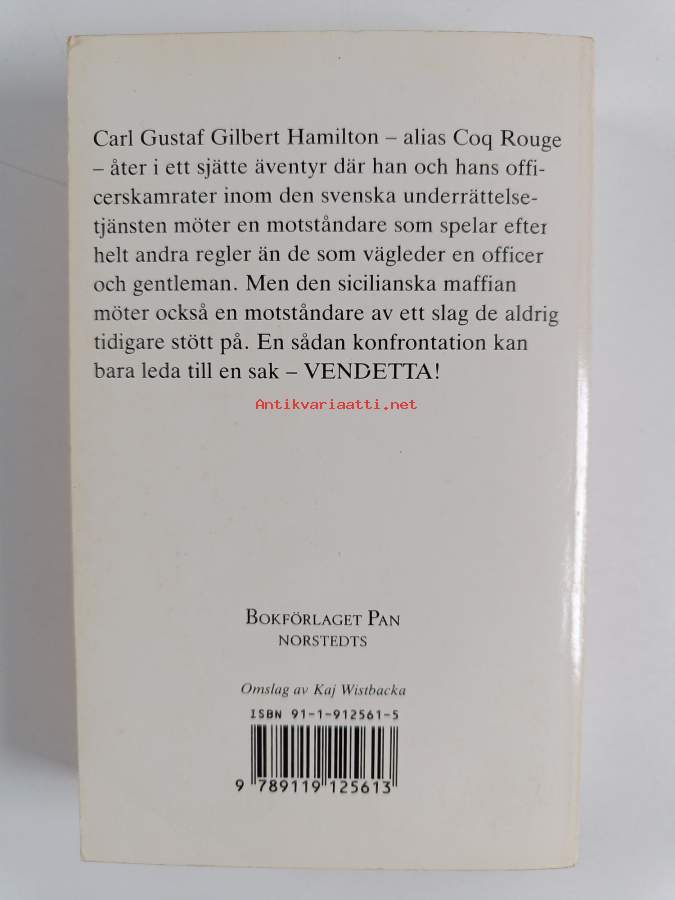 Carl Gustaf Gilbert Hamilton – alias Coq Rouge
– åter i ett sjätte äventyr där han och hans offi-
cerskamrater inom den svenska underrättelse-
tjänsten möter en motståndare som spelar efter
helt andra regler än de som vägleder en officer
och gentleman. Men den sicilianska maffian
möter också en motståndare av ett slag de aldrig
tidigare stött på. En sådan konfrontation kan
bara leda till en sak – VENDETTA!
Antikvariaatti.net
BOKFÖRLAGET PAN
NORSTEDTS
Omslag av Kaj Wistbacka
ISBN 91-1-912561-5
9 789119 125613